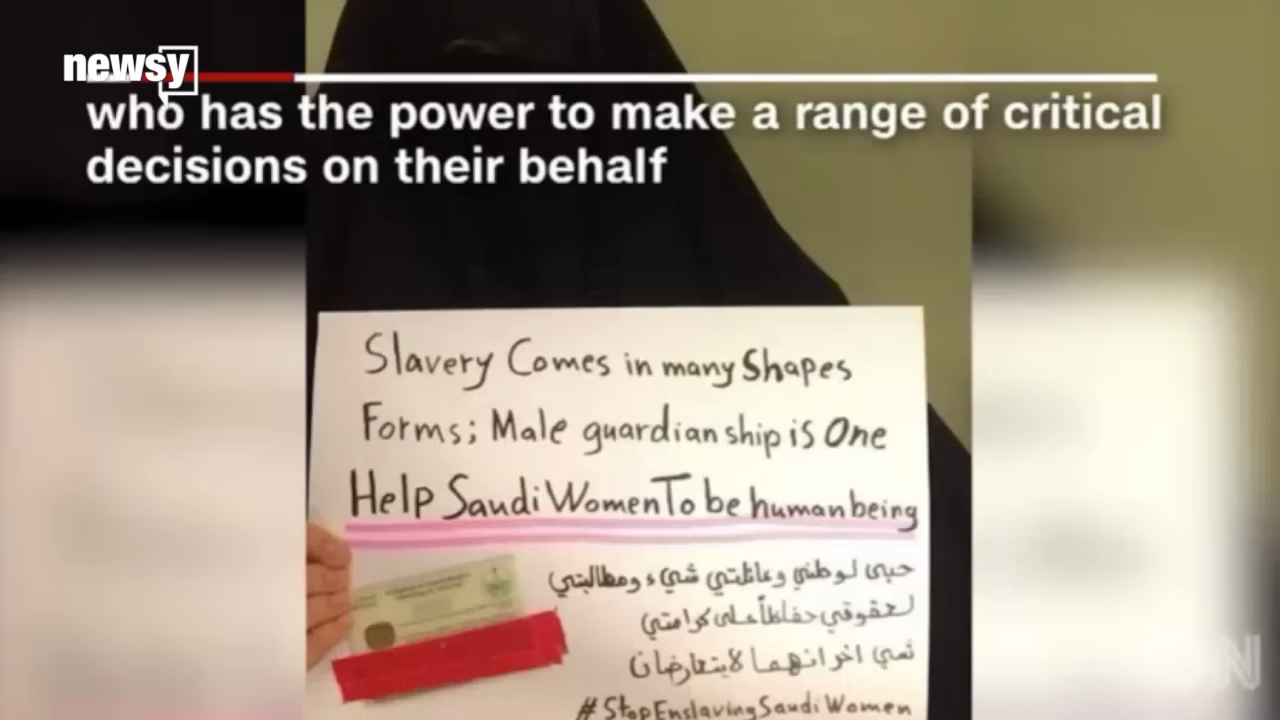 newsy
who has the power to make a range of critical
decisions on their behalf
Slavery Comes in many Shapes
Forms; Male guardianship is One
Help Saudi Women To be human being
حبي لوطني وعائلتي شيء ومطالبتي
لحقوقي حفاظاً على كرامتي
شيء اخر انهما لا يتعارضان
#StopEnslavingSaudiWomen